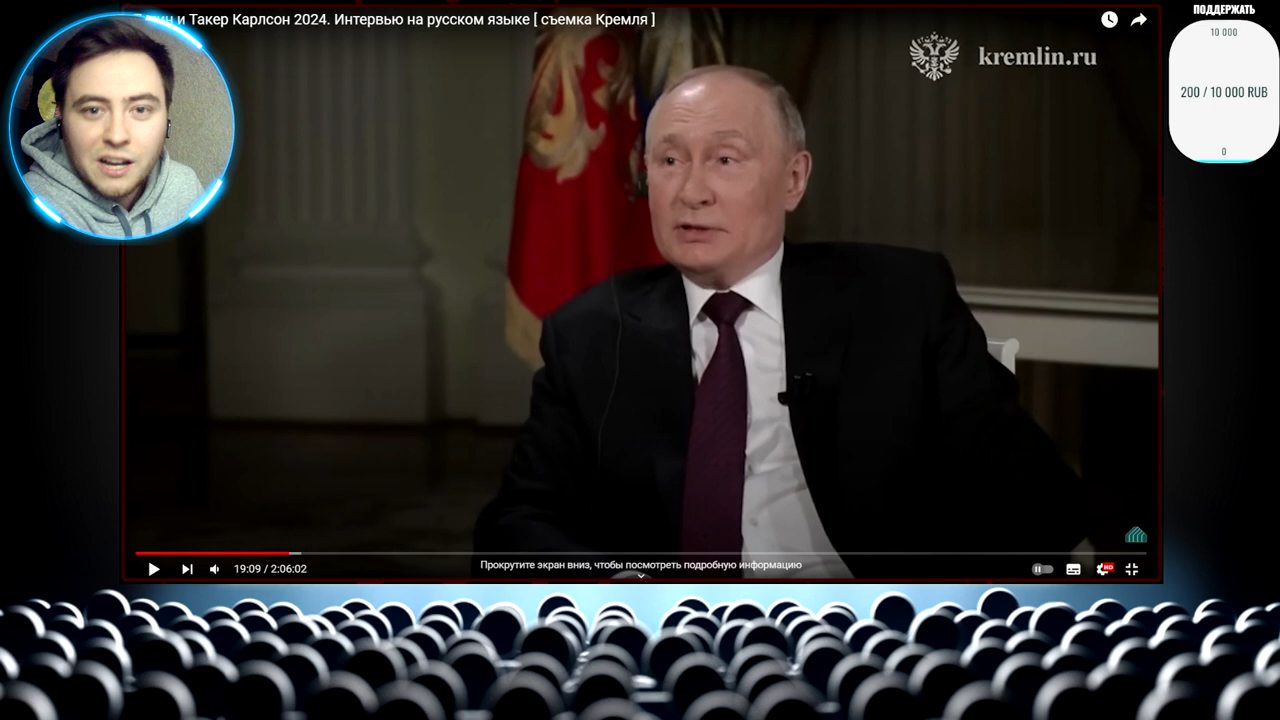 и Такер Карлсон 2024. Интервью на русском языке [ съемка Кремля ]
ПОДДЕРЖАТЬ
10 000
kremlin.ru
200 / 10 000 RUB
0
Прокрутите экран вниз, чтобы посмотреть подробную информацию
19:09 / 2:06:02
HD